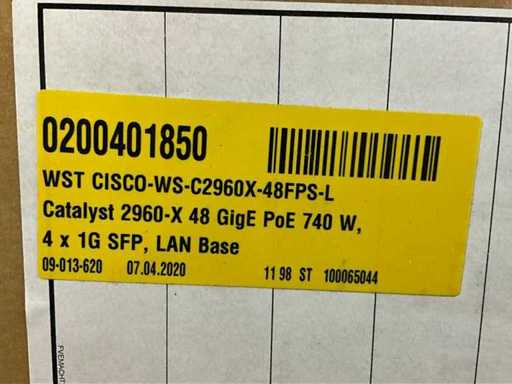 0200401850
WST CISCO-WS-C2960X-48FPS-L
Catalyst 2960-X 48 GigE PoE 740 W,
4 x 1G SFP, LAN Base
09-013-620 07.04.2020 11 98 ST 100065044